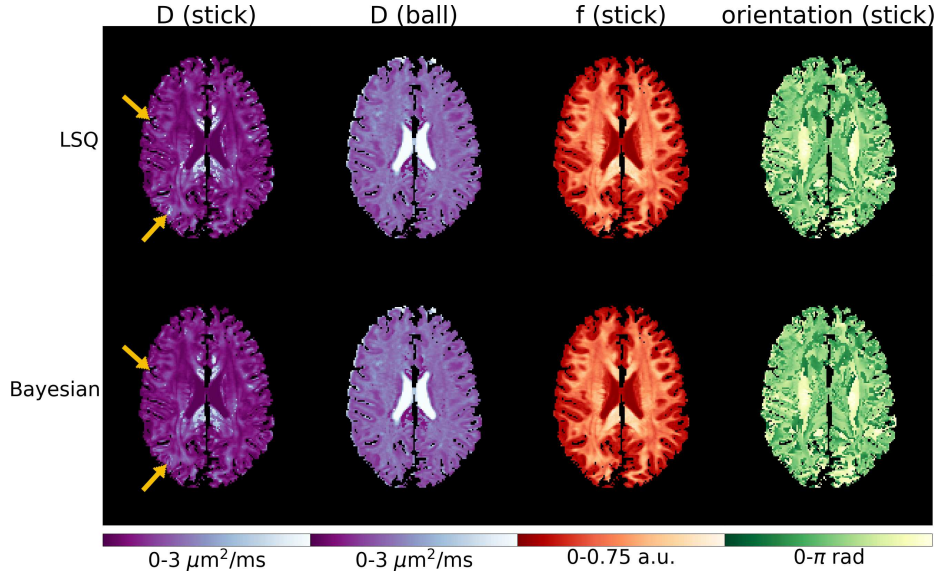 D (stick) D (ball) f (stick) orientation (stick)
LSQ
Bayesian
0-3 μm²/ms 0-3 μm²/ms 0-0.75 a.u. 0-π rad